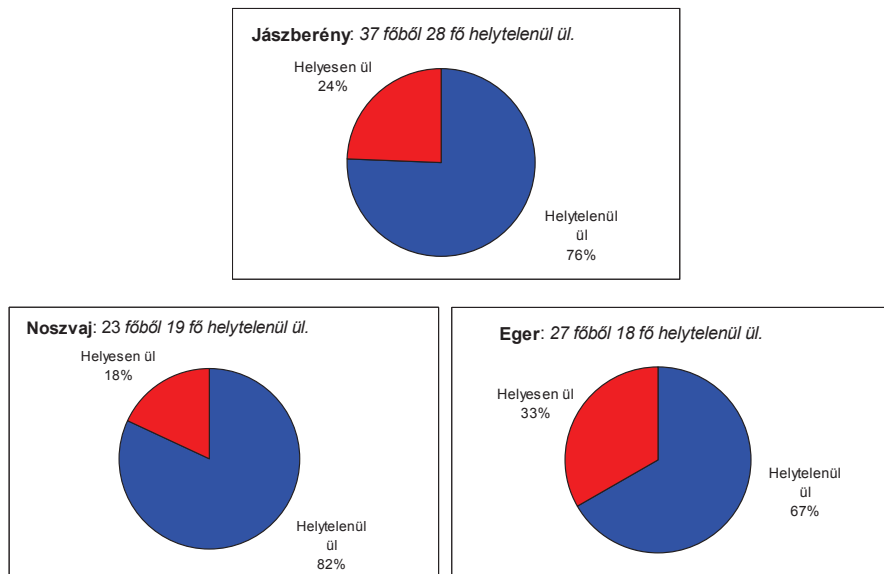 Jászberény: 37 főből 28 fő helytelenül ül.
Helyesen ül
24%
Helytelenül
ül
76%
Noszvaj: 23 főből 19 fő helytelenül ül.
Helyesen ül
18%
Helytelenül
ül
82%
Eger: 27 főből 18 fő helytelenül ül.
Helyesen ül
33%
Helytelenül
ül
67%